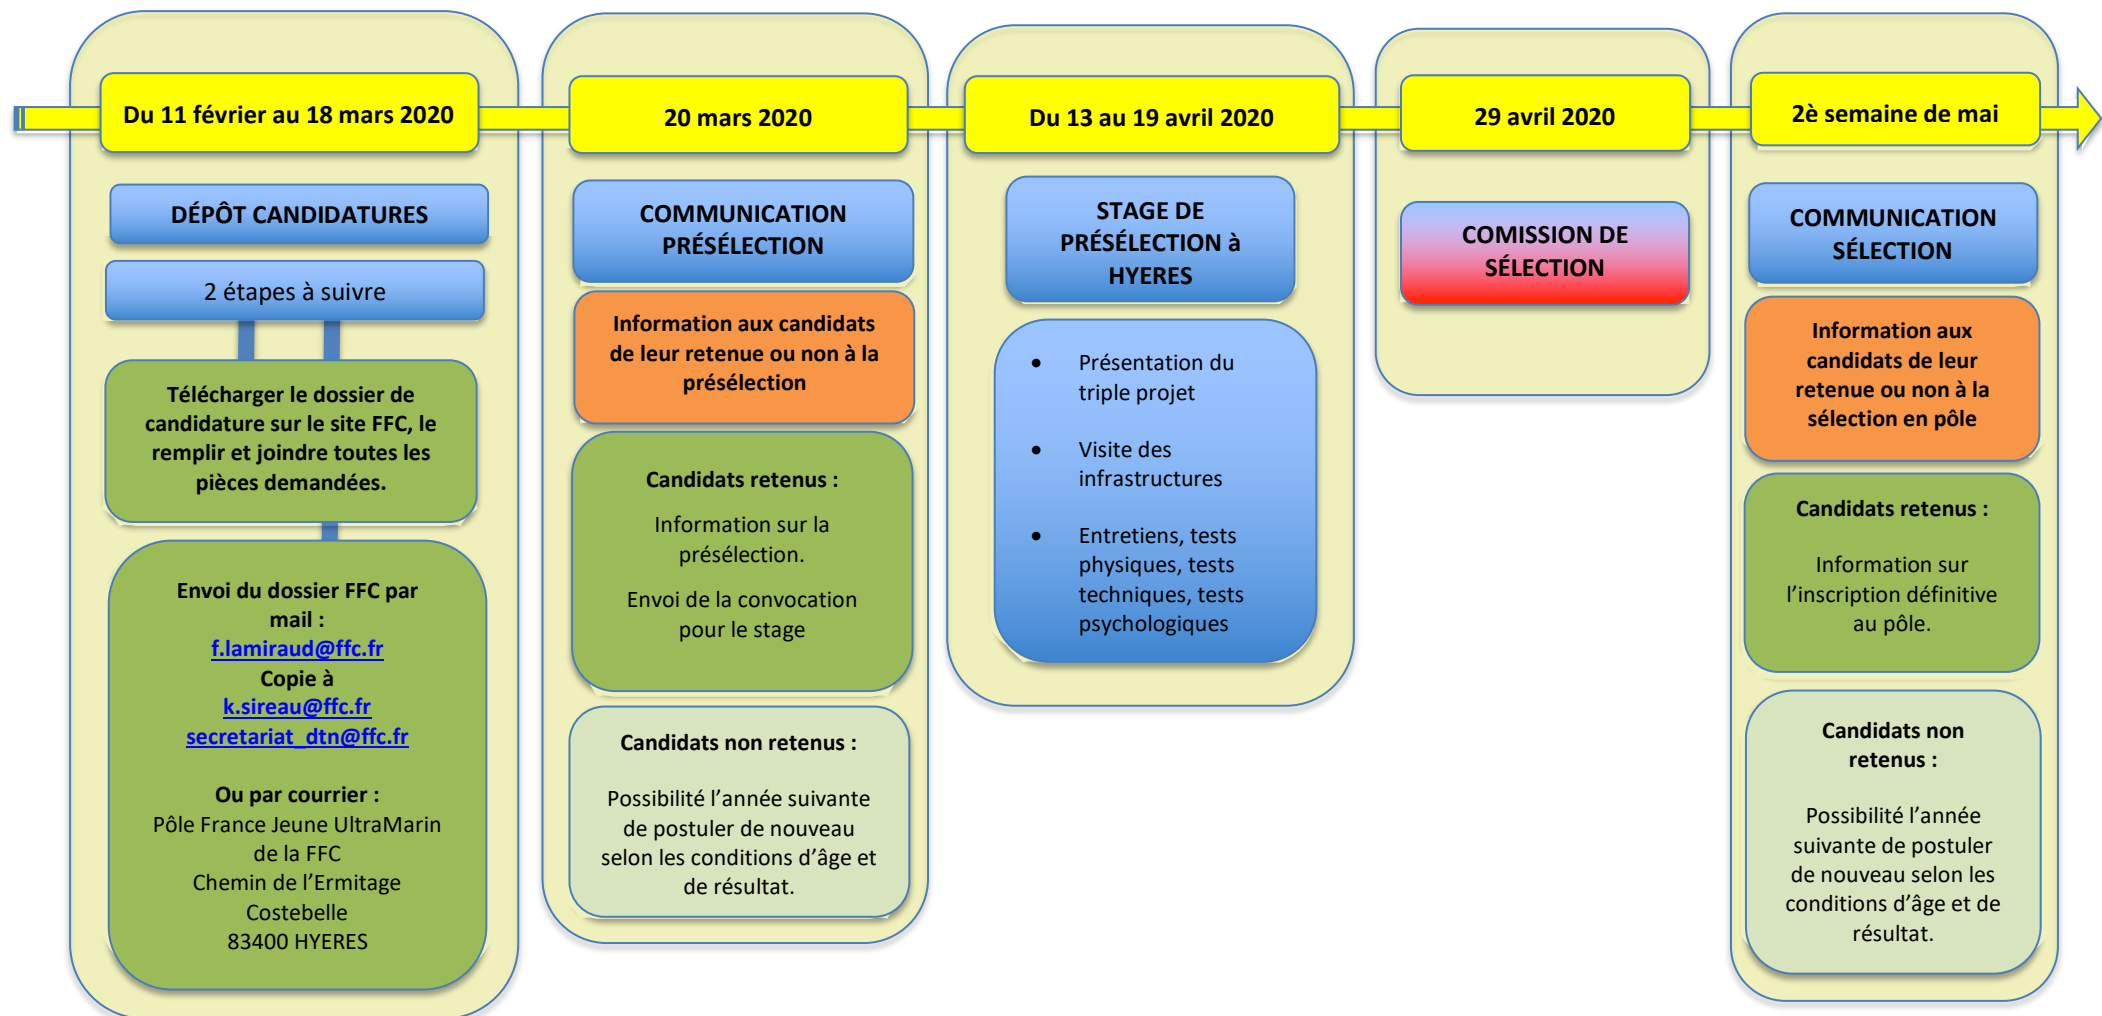 Du 11 février au 18 mars 2020
DÉPÔT CANDIDATURES
2 étapes à suivre
Télécharger le dossier de
candidature sur le site FFC, le
remplir et joindre toutes les
pièces demandées.
Envoi du dossier FFC par
mail :
f.lamiraud@ffc.fr
Copie à
k.sireau@ffc.fr
secretariat_dtn@ffc.fr
Ou par courrier :
Pôle France Jeune UltraMarin
de la FFC
Chemin de l’Ermitage
Costebelle
83400 HYERES
20 mars 2020
COMMUNICATION
PRÉSÉLECTION
Information aux candidats
de leur retenue ou non à la
présélection
Candidats retenus :
Information sur la
présélection.
Envoi de la convocation
pour le stage
Candidats non retenus :
Possibilité l’année suivante
de postuler de nouveau
selon les conditions d’âge et
de résultat.
Du 13 au 19 avril 2020
STAGE DE
PRÉSÉLECTION à
HYERES
• Présentation du
triple projet
• Visite des
infrastructures
• Entretiens, tests
physiques, tests
techniques, tests
psychologiques
29 avril 2020
COMISSION DE
SÉLECTION
2è semaine de mai
COMMUNICATION
SÉLECTION
Information aux
candidats de leur
retenue ou non à la
sélection en pôle
Candidats retenus :
Information sur
l’inscription définitive
au pôle.
Candidats non
retenus :
Possibilité l’année
suivante de postuler
de nouveau selon les
conditions d’âge et de
résultat.